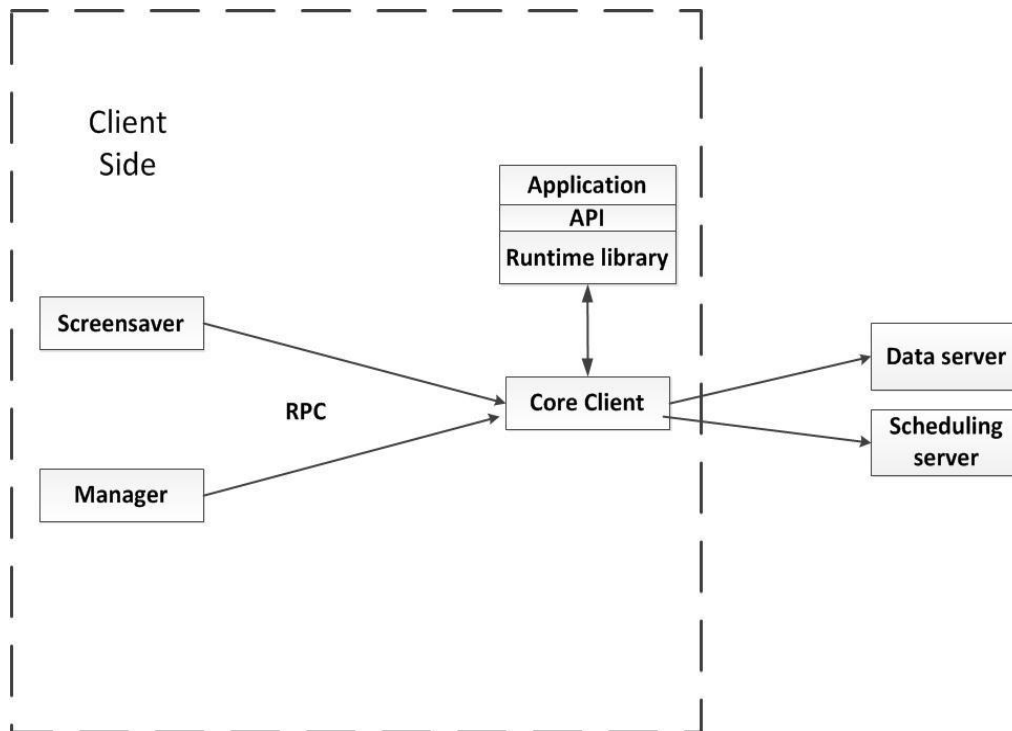 Client
Side
Application
API
Runtime library
Screensaver
RPC
Core Client
Manager
Data server
Scheduling
server